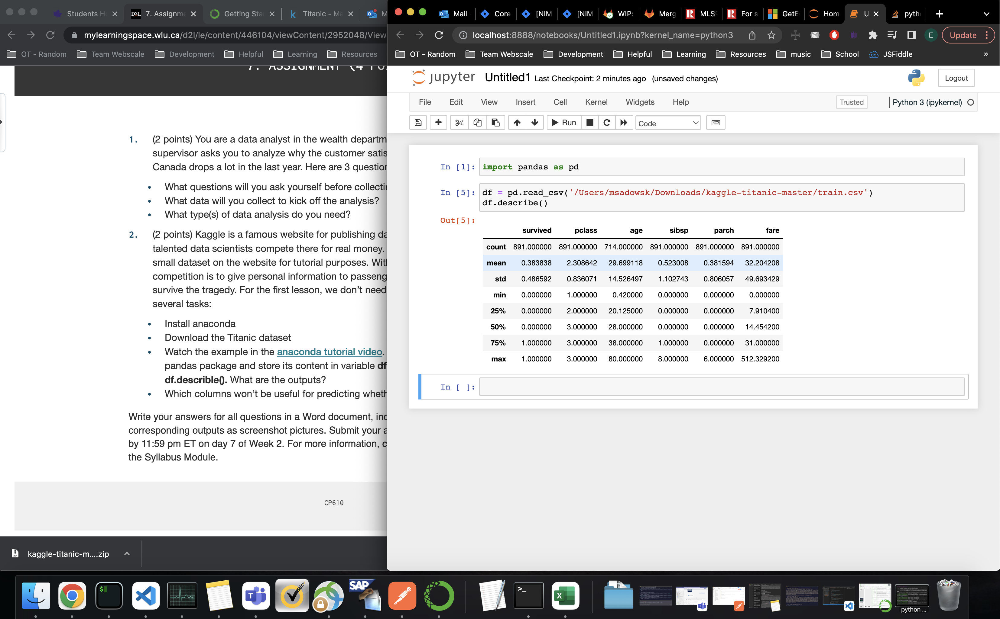 Students H
D2L 7. Assignme
Getting Sta
k Titanic - Ma
M
mylearningspace.wlu.ca/d2l/le/content/446104/viewContent/2952048/View
OT - Random Team Webscale Development Helpful Learning Resources
7. ASSIGNMENT (4
1. (2 points) You are a data analyst in the wealth departm
supervisor asks you to analyze why the customer satis
Canada drops a lot in the last year. Here are 3 question
• What questions will you ask yourself before collecti
• What data will you collect to kick off the analysis?
• What type(s) of data analysis do you need?
2. (2 points) Kaggle is a famous website for publishing da
talented data scientists compete there for real money.
small dataset on the website for tutorial purposes. With
competition is to give personal information to passeng
survive the tragedy. For the first lesson, we don’t need
several tasks:
• Install anaconda
• Download the Titanic dataset
• Watch the example in the anaconda tutorial video.
pandas package and store its content in variable df
df.describle(). What are the outputs?
• Which columns won’t be useful for predicting wheth
Write your answers for all questions in a Word document, inc
corresponding outputs as screenshot pictures. Submit your a
by 11:59 pm ET on day 7 of Week 2. For more information, c
the Syllabus Module.
CP610
kaggle-titanic-m....zip
Mail Core [NIM [NIM WIP: Merg MLS For s GetE Hom U pyth
localhost:8888/notebooks/Untitled1.ipynb?kernel_name=python3
E Update
OT - Random Team Webscale Development Helpful Learning Resources music School JSFiddle »
jupyter Untitled1 Last Checkpoint: 2 minutes ago (unsaved changes)
Logout
File Edit View Insert Cell Kernel Widgets Help
Trusted Python 3 (ipykernel)
Run Code
In [1]: import pandas as pd
In [5]: df = pd.read_csv('/Users/msadowsk/Downloads/kaggle-titanic-master/train.csv')
df.describe()
Out[5]:
survived pclass age sibsp parch fare
count 891.000000 891.000000 714.000000 891.000000 891.000000 891.000000
mean 0.383838 2.308642 29.699118 0.523008 0.381594 32.204208
std 0.486592 0.836071 14.526497 1.102743 0.806057 49.693429
min 0.000000 1.000000 0.420000 0.000000 0.000000 0.000000
25% 0.000000 2.000000 20.125000 0.000000 0.000000 7.910400
50% 0.000000 3.000000 28.000000 0.000000 0.000000 14.454200
75% 1.000000 3.000000 38.000000 1.000000 0.000000 31.000000
max 1.000000 3.000000 80.000000 8.000000 6.000000 512.329200
In [ ]:
$
T
SAP
>_
X
python ...